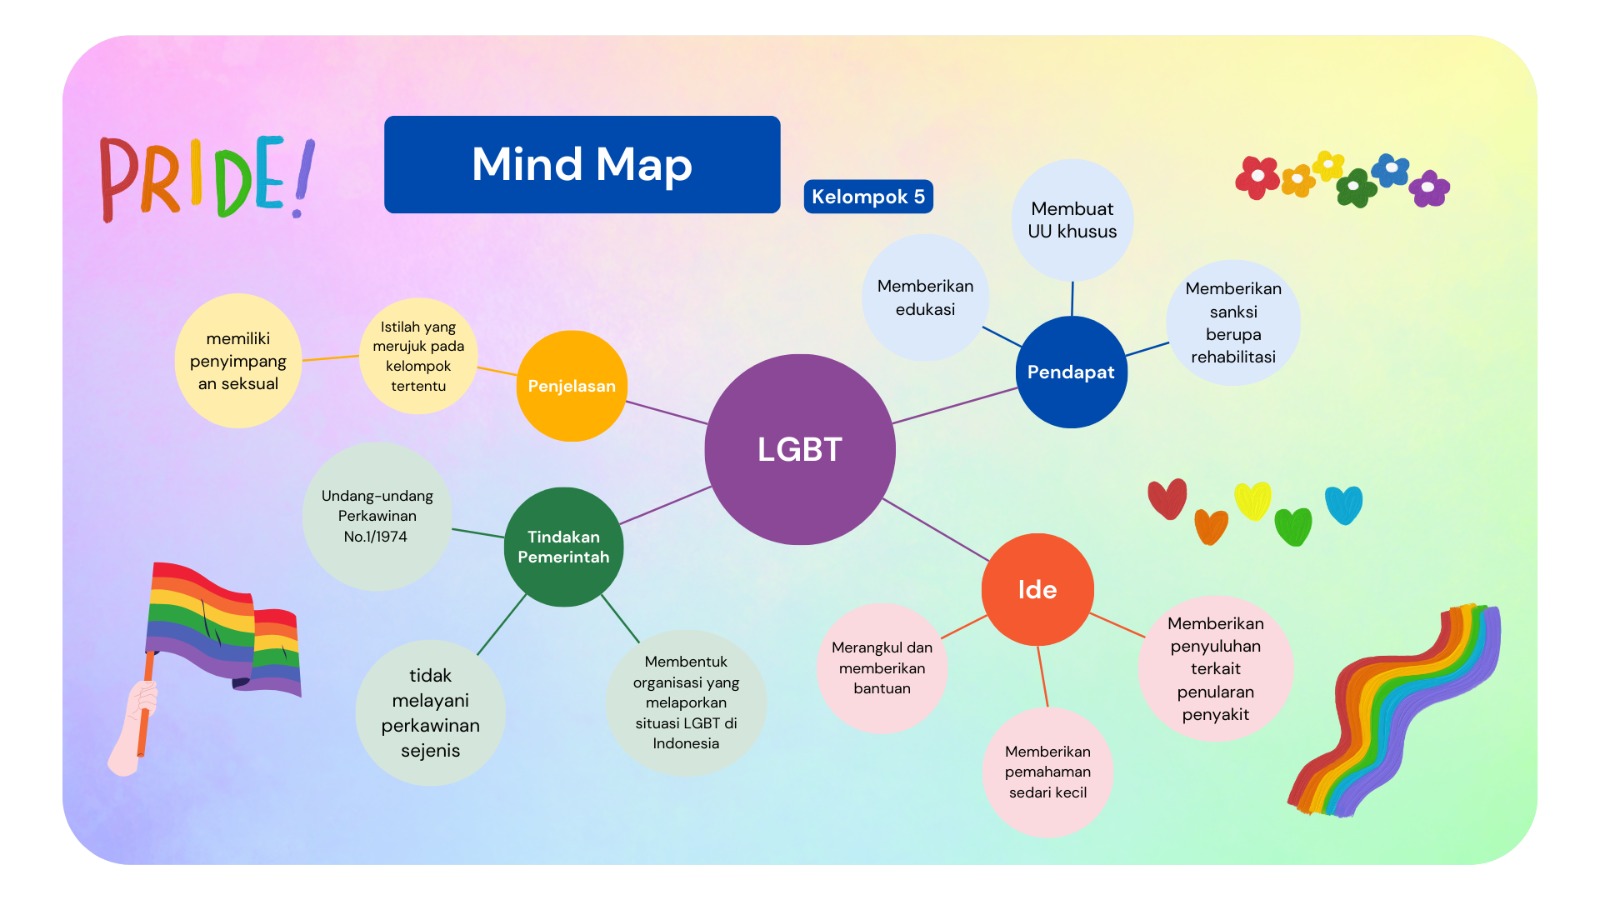 PRIDE!
Mind Map
Kelompok 5
Membuat
UU khusus
Memberikan
edukasi
Memberikan
sanksi
berupa
rehabilitasi
Pendapat
memiliki
penyimpang
an seksual
Istilah yang
merujuk pada
kelompok
tertentu
Penjelasan
LGBT
Undang-undang
Perkawinan
No.1/1974
Tindakan
Pemerintah
tidak
melayani
perkawinan
sejenis
Membentuk
organisasi yang
melaporkan
situasi LGBT di
Indonesia
Ide
Merangkul dan
memberikan
bantuan
Memberikan
pemahaman
sedari kecil
Memberikan
penyuluhan
terkait
penularan
penyakit